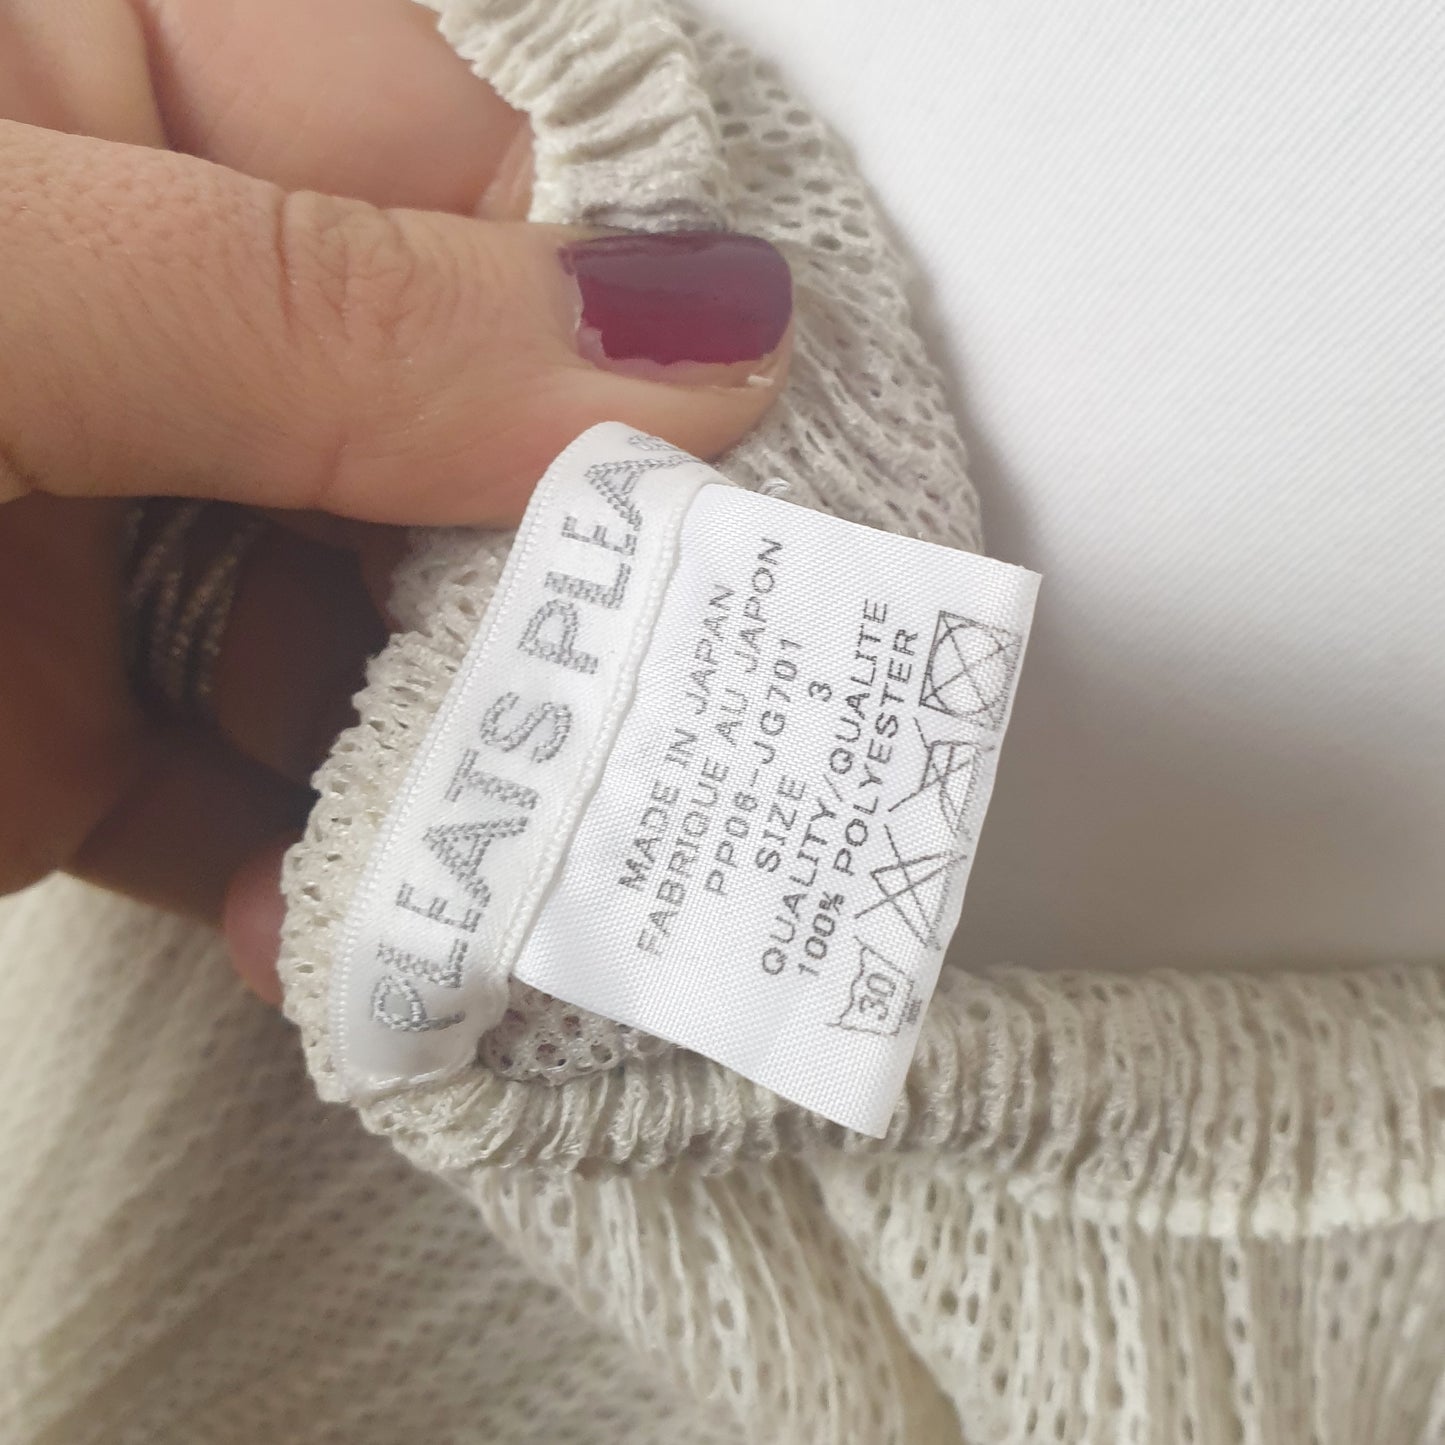 PLEATS PLEA
MADE IN JAPAN
FABRIQUE AU JAPON
PP06-JG701
SIZE 3
QUALITY/QUALITE
100% POLYESTER
30